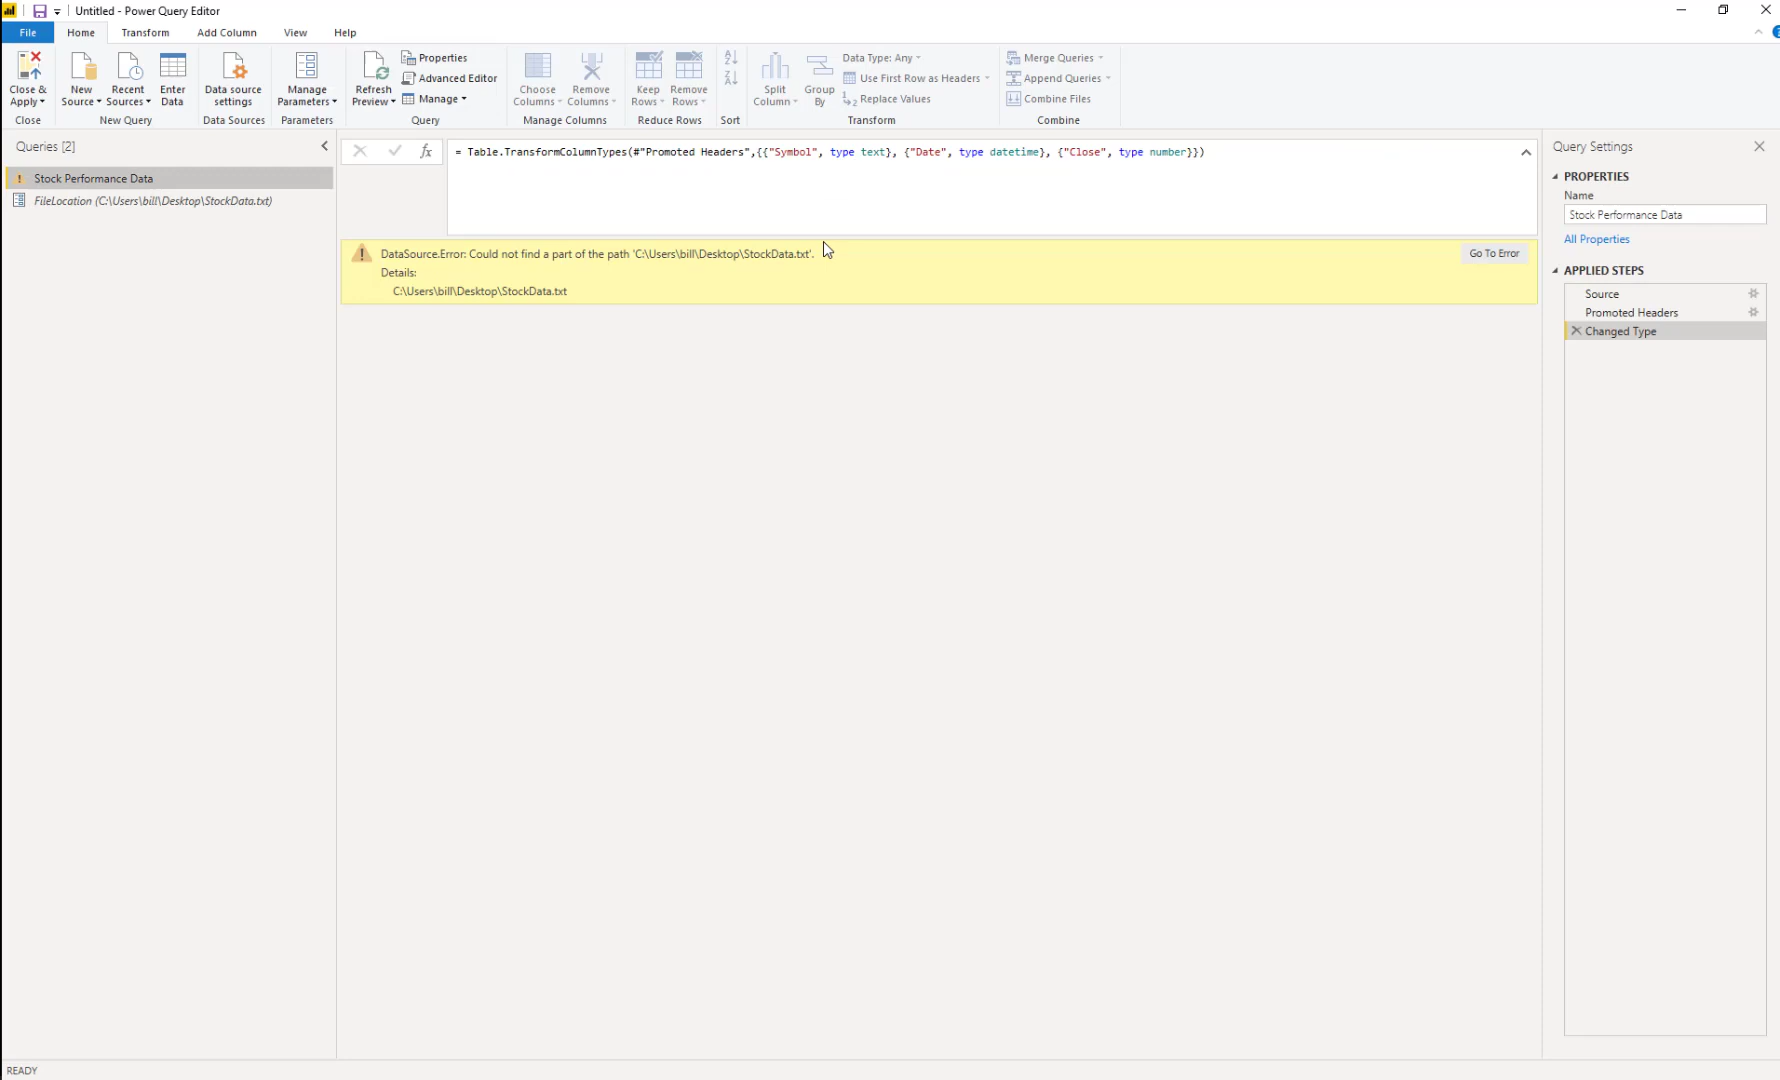 Untitled - Power Query Editor
File Home Transform Add Column View Help
Close & Apply
New Source
Recent Sources
Enter Data
Data source settings
Manage Parameters
Refresh Preview
Properties
Advanced Editor
Manage
Choose Columns
Remove Columns
Keep Rows
Remove Rows
Split Column
Group By
Data Type: Any
Use First Row as Headers
Replace Values
Merge Queries
Append Queries
Combine Files
Close New Query Data Sources Parameters Query Manage Columns Reduce Rows Sort Transform Combine
Queries [2]
Stock Performance Data
FileLocation (C:\Users\bill\Desktop\StockData.txt)
fx
= Table.TransformColumnTypes(#"Promoted Headers",{{"Symbol", type text}, {"Date", type datetime}, {"Close", type number}})
DataSource.Error: Could not find a part of the path 'C:\Users\bill\Desktop\StockData.txt'.
Go To Error
Details:
C:\Users\bill\Desktop\StockData.txt
Query Settings
PROPERTIES
Name
Stock Performance Data
All Properties
APPLIED STEPS
Source
Promoted Headers
Changed Type
READY